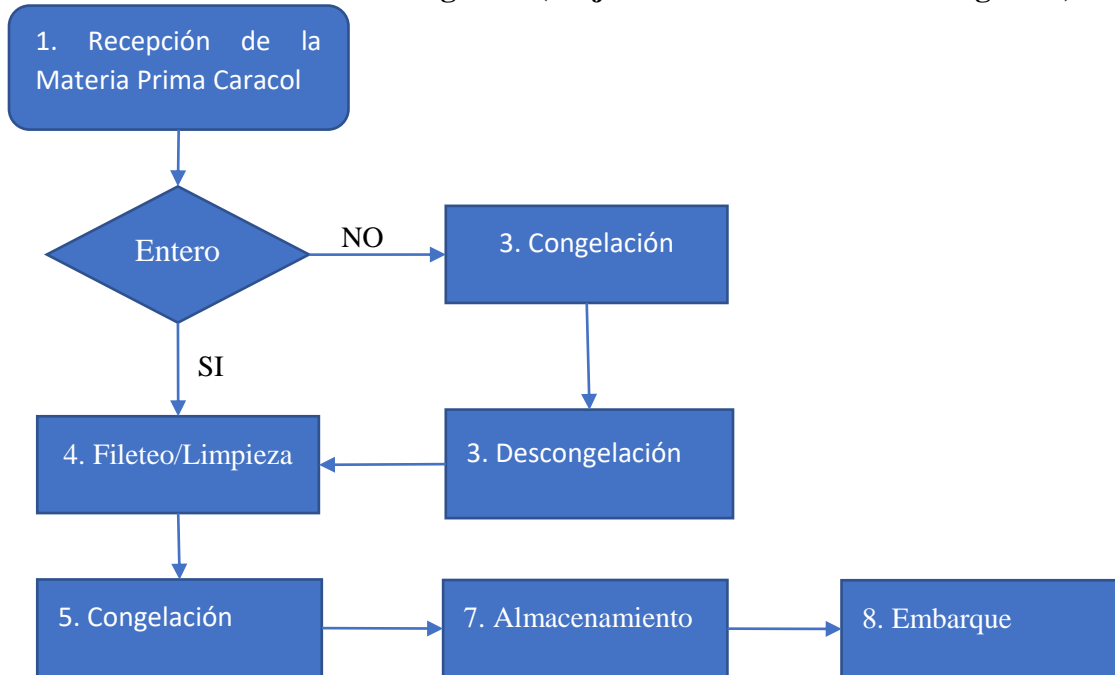 1. Recepción de la
Materia Prima Caracol
Entero
NO
3. Congelación
SI
4. Fileteo/Limpieza
3. Descongelación
5. Congelación
7. Almacenamiento
8. Embarque